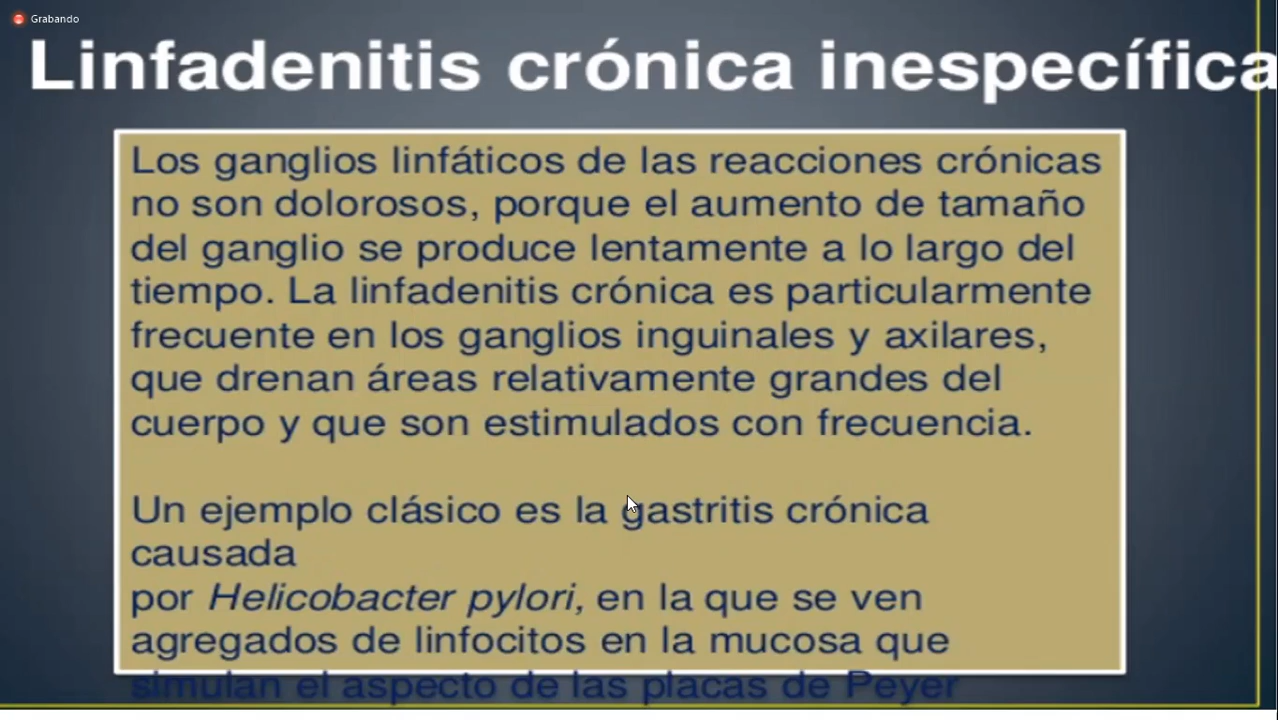 Grabando
Linfadenitis crónica inespecífica
Los ganglios linfáticos de las reacciones crónicas
no son dolorosos, porque el aumento de tamaño
del ganglio se produce lentamente a lo largo del
tiempo. La linfadenitis crónica es particularmente
frecuente en los ganglios inguinales y axilares,
que drenan áreas relativamente grandes del
cuerpo y que son estimulados con frecuencia.
Un ejemplo clásico es la gastritis crónica
causada
por Helicobacter pylori, en la que se ven
agregados de linfocitos en la mucosa que
simulan el aspecto de las placas de Peyer